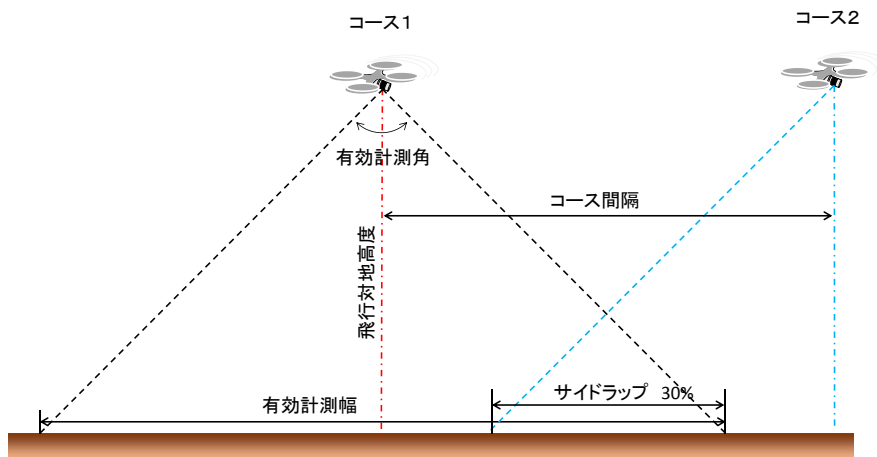 コース1
コース2
有効計測角
コース間隔
飛行対地高度
サイドラップ 30%
有効計測幅